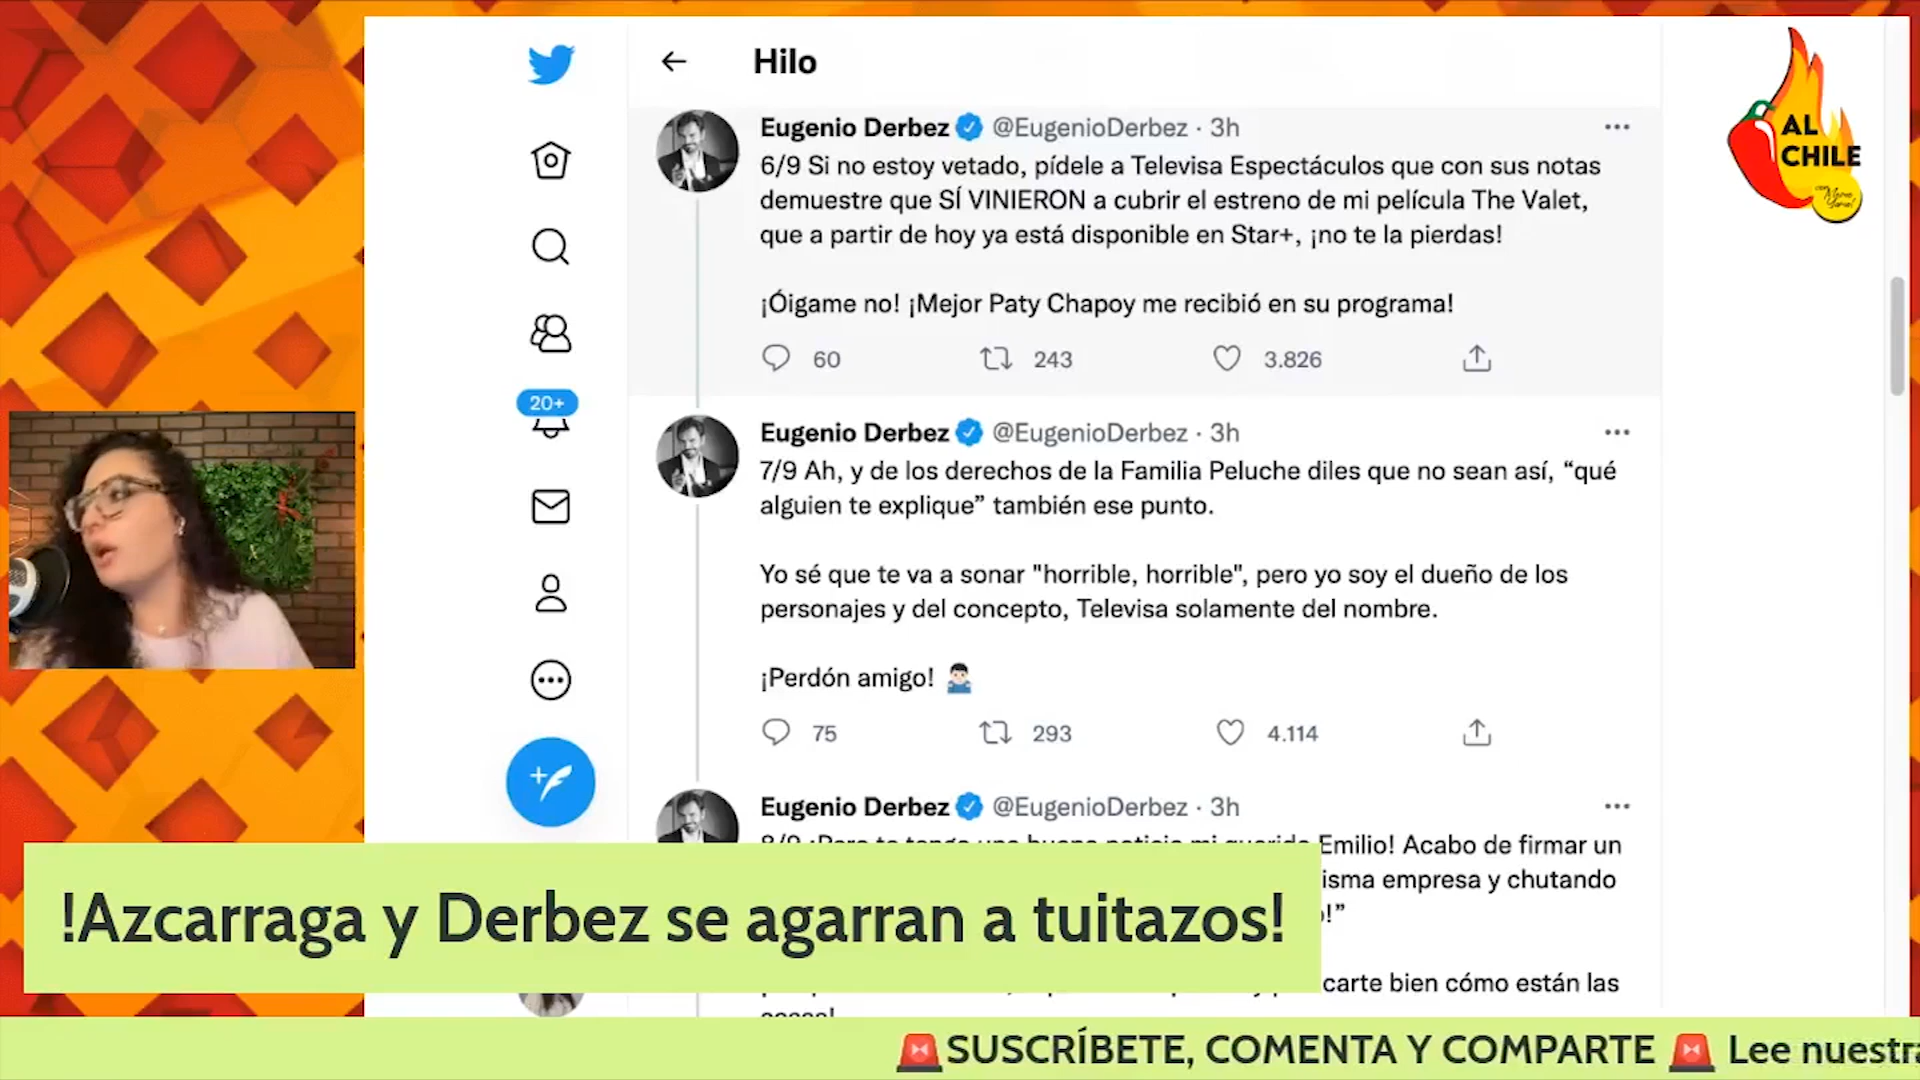 Hilo
AL
CHILE
Eugenio Derbez @EugenioDerbez · 3h
6/9 Si no estoy vetado, pídele a Televisa Espectáculos que con sus notas
demuestre que SÍ VINIERON a cubrir el estreno de mi película The Valet,
que a partir de hoy ya está disponible en Star+, ¡no te la pierdas!
¡Óigame no! ¡Mejor Paty Chapoy me recibió en su programa!
60 243 3.826
20+
Eugenio Derbez @EugenioDerbez · 3h
7/9 Ah, y de los derechos de la Familia Peluche diles que no sean así, “qué
alguien te explique” también ese punto.
Yo sé que te va a sonar "horrible, horrible", pero yo soy el dueño de los
personajes y del concepto, Televisa solamente del nombre.
¡Perdón amigo! 🤷🏻‍♂️
75 293 4.114
Eugenio Derbez @EugenioDerbez · 3h
Emilio! Acabo de firmar un
isma empresa y chutando
!”
carte bien cómo están las
!Azcarraga y Derbez se agarran a tuitazos!
🚨SUSCRÍBETE, COMENTA Y COMPARTE 🚨 Lee nuestra